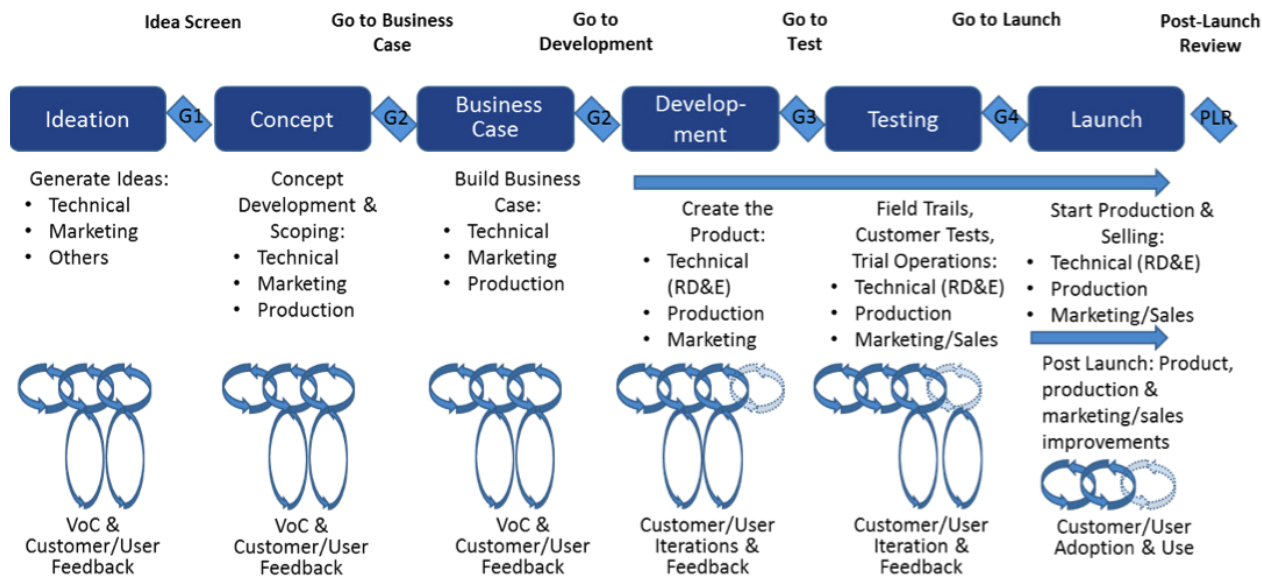 Idea Screen
Go to Business
Case
Go to
Development
Go to
Test
Go to Launch
Post-Launch
Review
Ideation
G1
Concept
G2
Business
Case
G2
Develop-
ment
G3
Testing
G4
Launch
PLR
Generate Ideas:
• Technical
• Marketing
• Others
Concept
Development &
Scoping:
• Technical
• Marketing
• Production
Build Business
Case:
• Technical
• Marketing
• Production
Create the
Product:
• Technical
(RD&E)
• Production
• Marketing
Field Trails,
Customer Tests,
Trial Operations:
• Technical (RD&E)
• Production
• Marketing/Sales
Start Production &
Selling:
• Technical (RD&E)
• Production
• Marketing/Sales
Post Launch: Product,
production &
marketing/sales
improvements
VoC &
Customer/User
Feedback
VoC &
Customer/User
Feedback
VoC &
Customer/User
Feedback
Customer/User
Iterations &
Feedback
Customer/User
Iteration &
Feedback
Customer/User
Adoption & Use